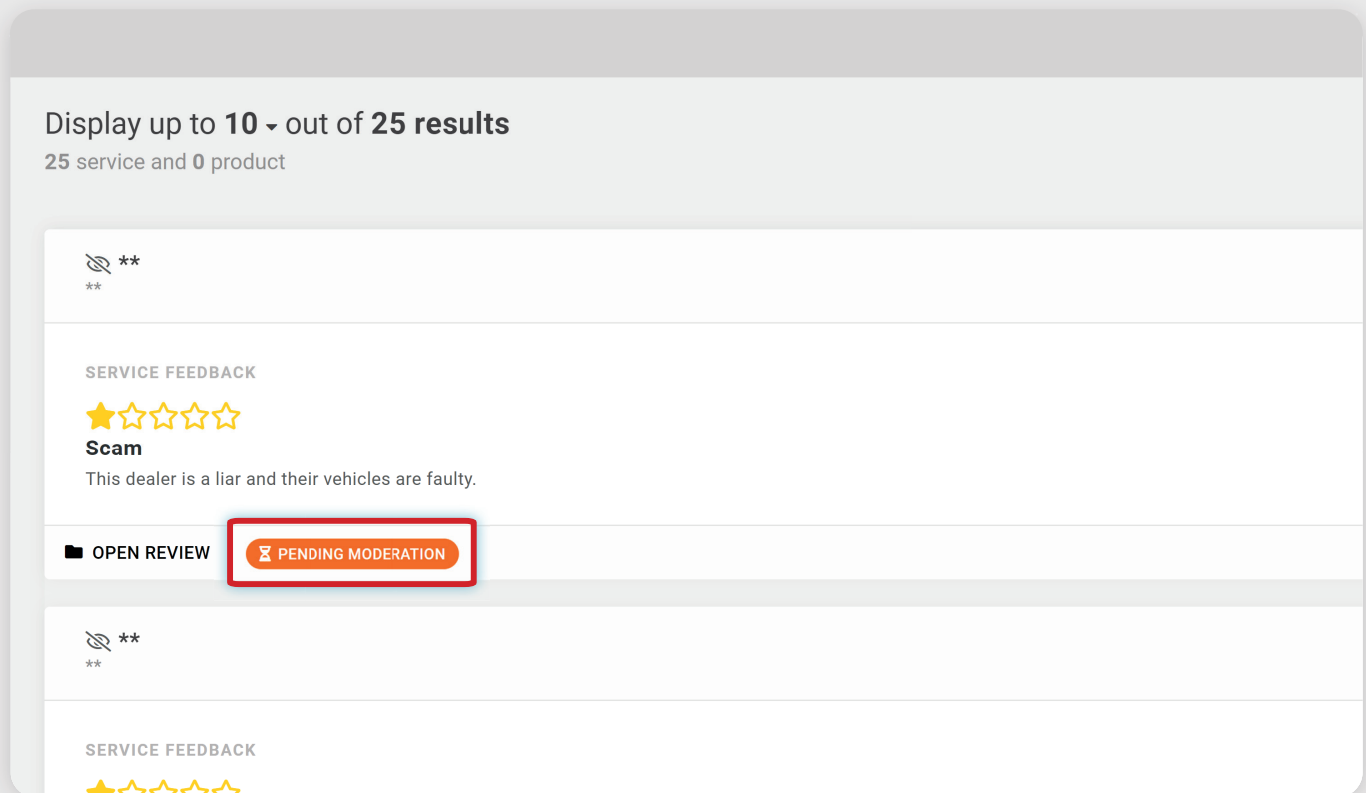 Display up to 10 out of 25 results
25 service and 0 product
**
**
SERVICE FEEDBACK
Scam
This dealer is a liar and their vehicles are faulty.
OPEN REVIEW PENDING MODERATION
**
**
SERVICE FEEDBACK